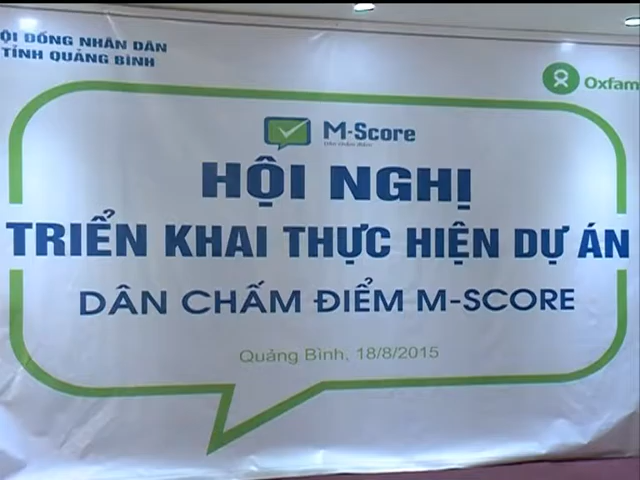 ỘI ĐỒNG NHÂN DÂN
TỈNH QUẢNG BÌNH
Oxfam
M-Score
HỘI NGHỊ
TRIỂN KHAI THỰC HIỆN DỰ ÁN
DÂN CHẤM ĐIỂM M-SCORE
Quảng Bình, 18/8/2015